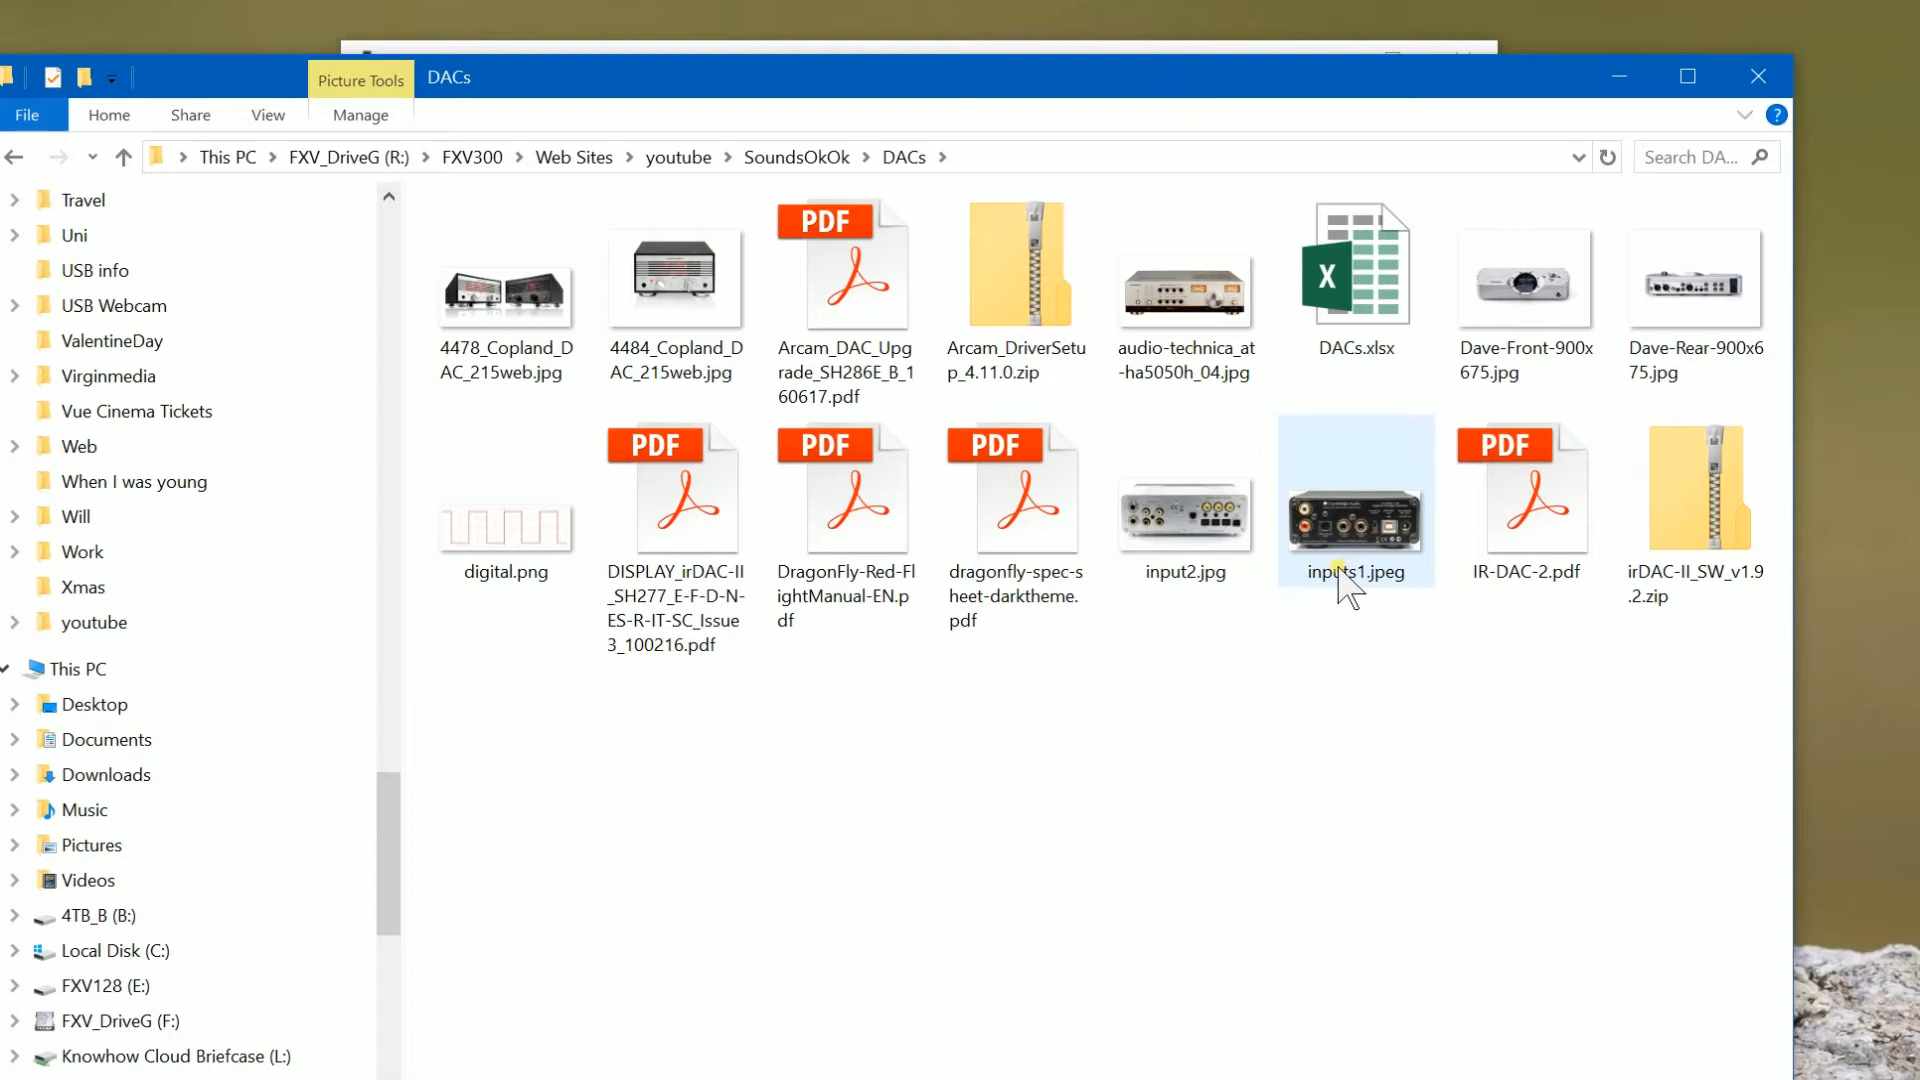 Picture Tools
DACs
File
Home
Share
View
Manage
?
This PC
FXV_DriveG (R:)
FXV300
Web Sites
youtube
SoundsOkOk
DACs
Search DA...
Travel
Uni
USB info
USB Webcam
ValentineDay
Virginmedia
Vue Cinema Tickets
Web
When I was young
Will
Work
Xmas
youtube
This PC
Desktop
Documents
Downloads
Music
Pictures
Videos
4TB_B (B:)
Local Disk (C:)
FXV128 (E:)
FXV_DriveG (F:)
Knowhow Cloud Briefcase (L:)
PDF
X
4478_Copland_D
AC_215web.jpg
4484_Copland_D
AC_215web.jpg
Arcam_DAC_Upg
rade_SH286E_B_1
60617.pdf
Arcam_DriverSetu
p_4.11.0.zip
audio-technica_at
-ha5050h_04.jpg
DACs.xlsx
Dave-Front-900x
675.jpg
Dave-Rear-900x6
75.jpg
PDF
PDF
PDF
PDF
digital.png
DISPLAY_irDAC-II
_SH277_E-F-D-N-
ES-R-IT-SC_Issue
3_100216.pdf
DragonFly-Red-Fl
ightManual-EN.p
df
dragonfly-spec-s
heet-darktheme.
pdf
input2.jpg
inputs1.jpeg
IR-DAC-2.pdf
irDAC-II_SW_v1.9
.2.zip